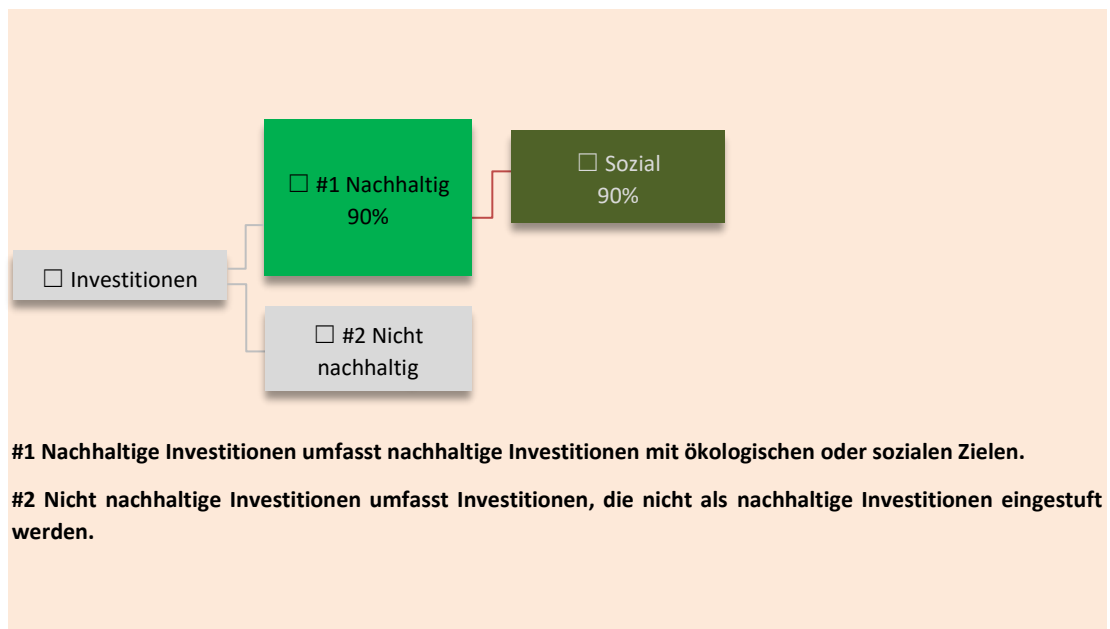 ☐ #1 Nachhaltig
90%
☐ Sozial
90%
☐ Investitionen
☐ #2 Nicht
nachhaltig
#1 Nachhaltige Investitionen umfasst nachhaltige Investitionen mit ökologischen oder sozialen Zielen.
#2 Nicht nachhaltige Investitionen umfasst Investitionen, die nicht als nachhaltige Investitionen eingestuft
werden.